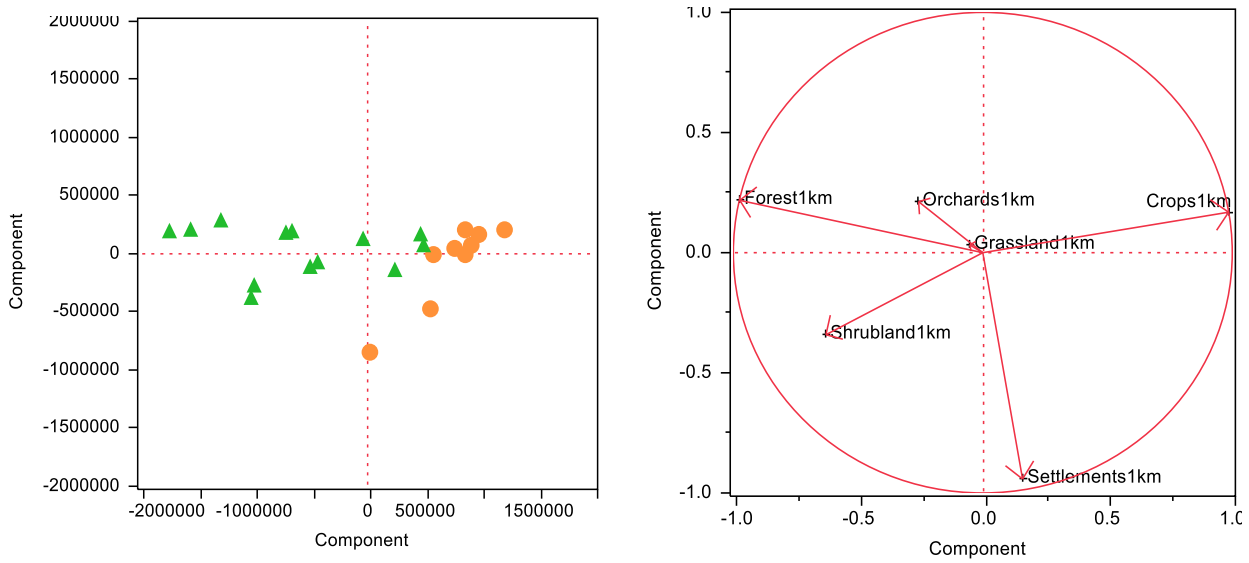 2000000
1500000
1000000
500000
0
-500000
-1000000
-1500000
-2000000
Component
-2000000 -1000000 0 500000 1500000
Component
1.0
0.5
0.0
-0.5
-1.0
Component
Forest1km
Orchards1km
Crops1km
Grassland1km
Shrubland1km
Settlements1km
-1.0 -0.5 0.0 0.5 1.0
Component